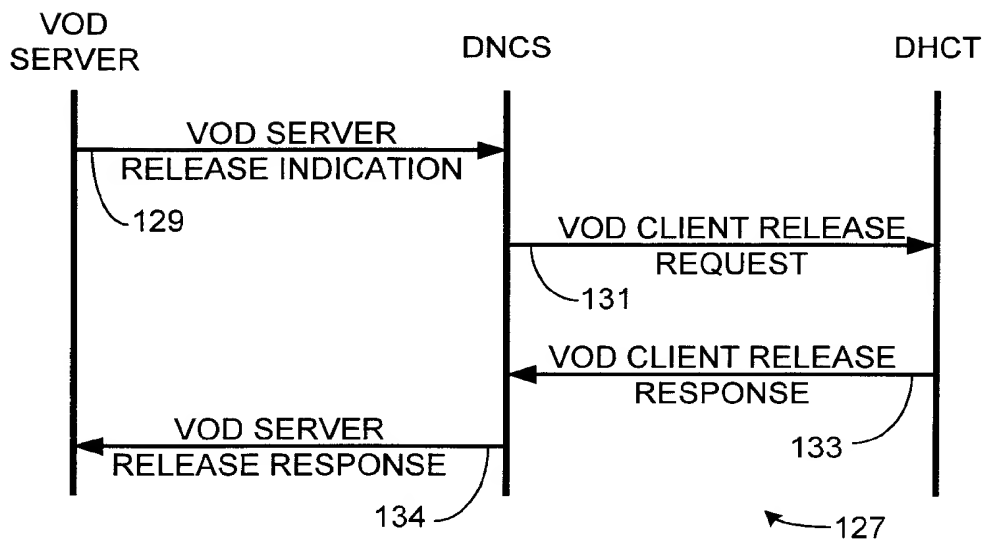 VOD
SERVER
DNCS
DHCT
VOD SERVER
RELEASE INDICATION
129
VOD CLIENT RELEASE
REQUEST
131
VOD CLIENT RELEASE
RESPONSE
133
VOD SERVER
RELEASE RESPONSE
134
127